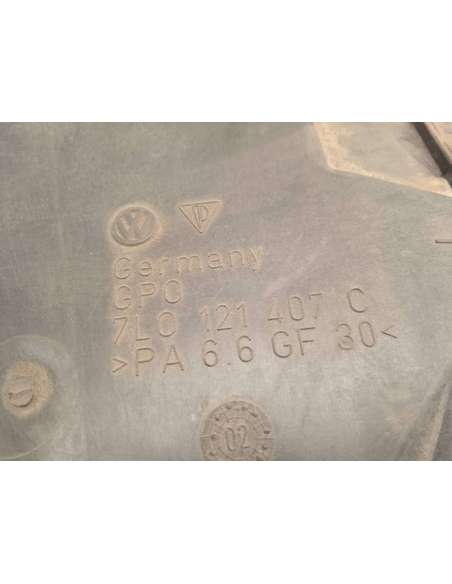 Germany
GPO
7L0 121 407 C
>PA 6.6 GF 30<
02